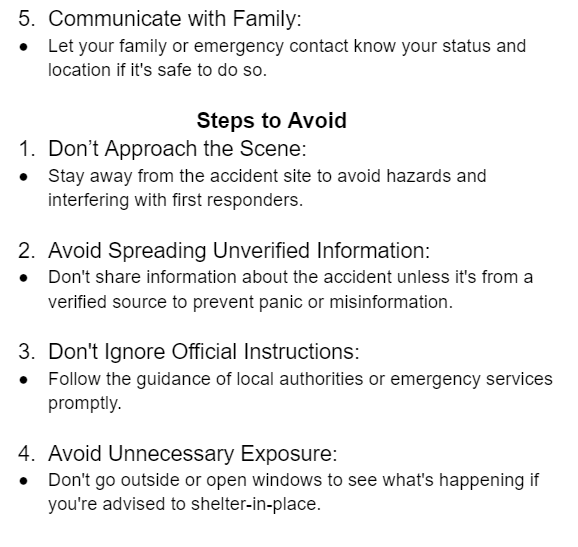 5. Communicate with Family:
● Let your family or emergency contact know your status and
location if it's safe to do so.
Steps to Avoid
1. Don’t Approach the Scene:
● Stay away from the accident site to avoid hazards and
interfering with first responders.
2. Avoid Spreading Unverified Information:
● Don't share information about the accident unless it's from a
verified source to prevent panic or misinformation.
3. Don't Ignore Official Instructions:
● Follow the guidance of local authorities or emergency services
promptly.
4. Avoid Unnecessary Exposure:
● Don't go outside or open windows to see what's happening if
you're advised to shelter-in-place.